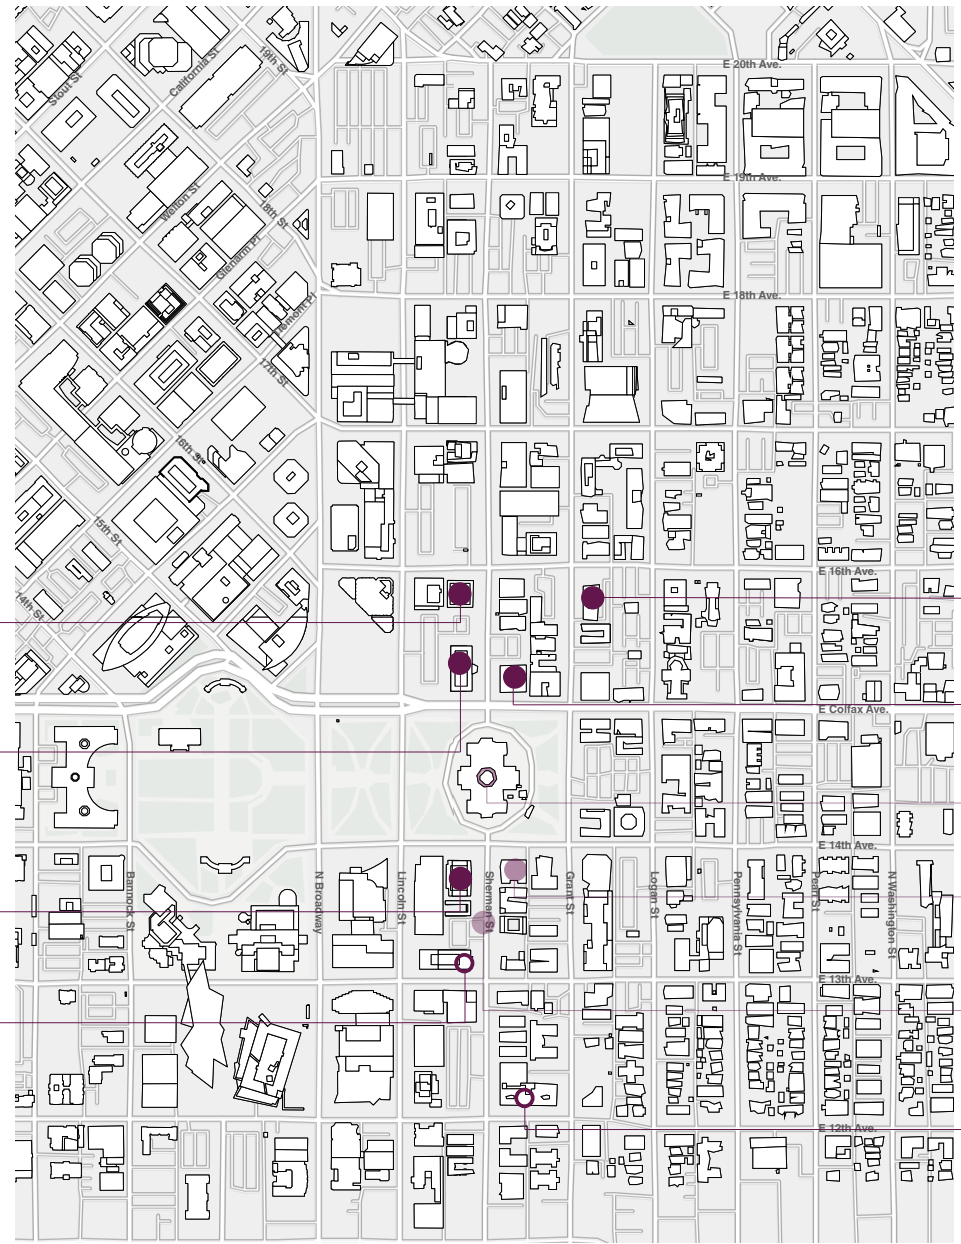 E 20th Ave.
19th St
California St
Stout St
E 19th Ave.
Welton St
18th St
Glenarm Pl
E 18th Ave.
Tremont Pl
17th St
16th St
15th St
E 16th Ave.
14th St
E Colfax Ave.
E 14th Ave.
Bannock St
N Broadway
Lincoln St
Sherman St
Grant St
Logan St
Pennsylvania St
Pearl St
N Washington St
E 13th Ave.
E 12th Ave.